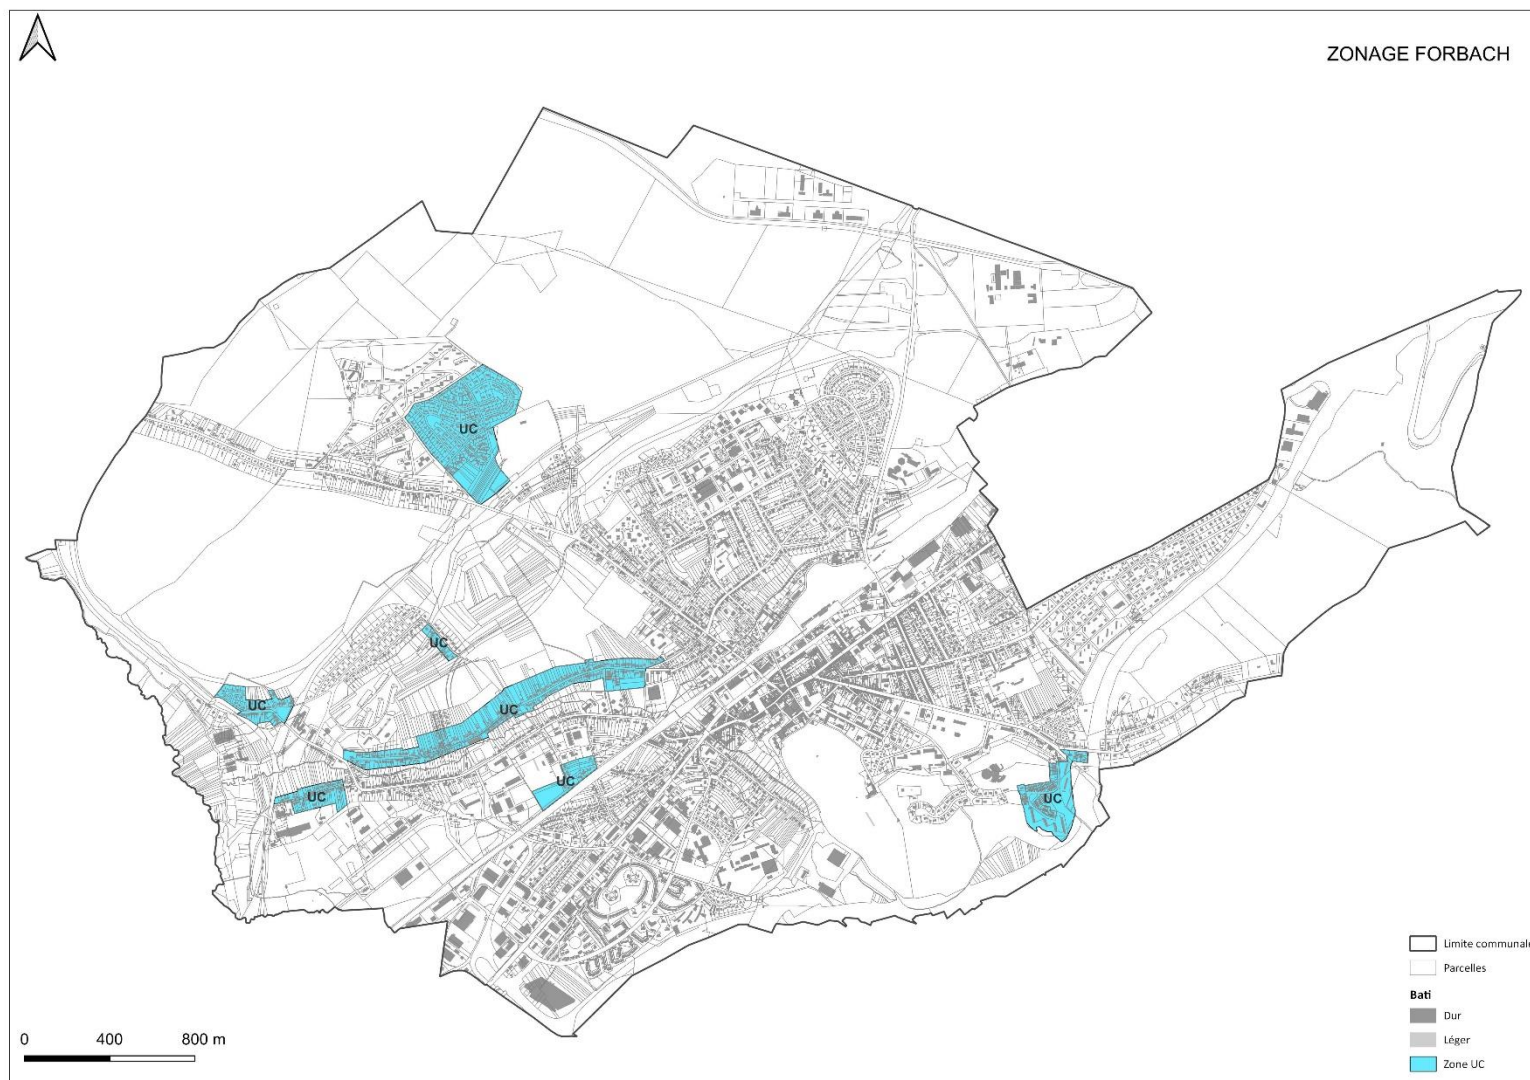 ZONAGE FORBACH
UC
UC
UC
UC
UC
UC
UC
Limite communale
Parcelles
Bati
Dur
Léger
Zone UC
0 400 800 m